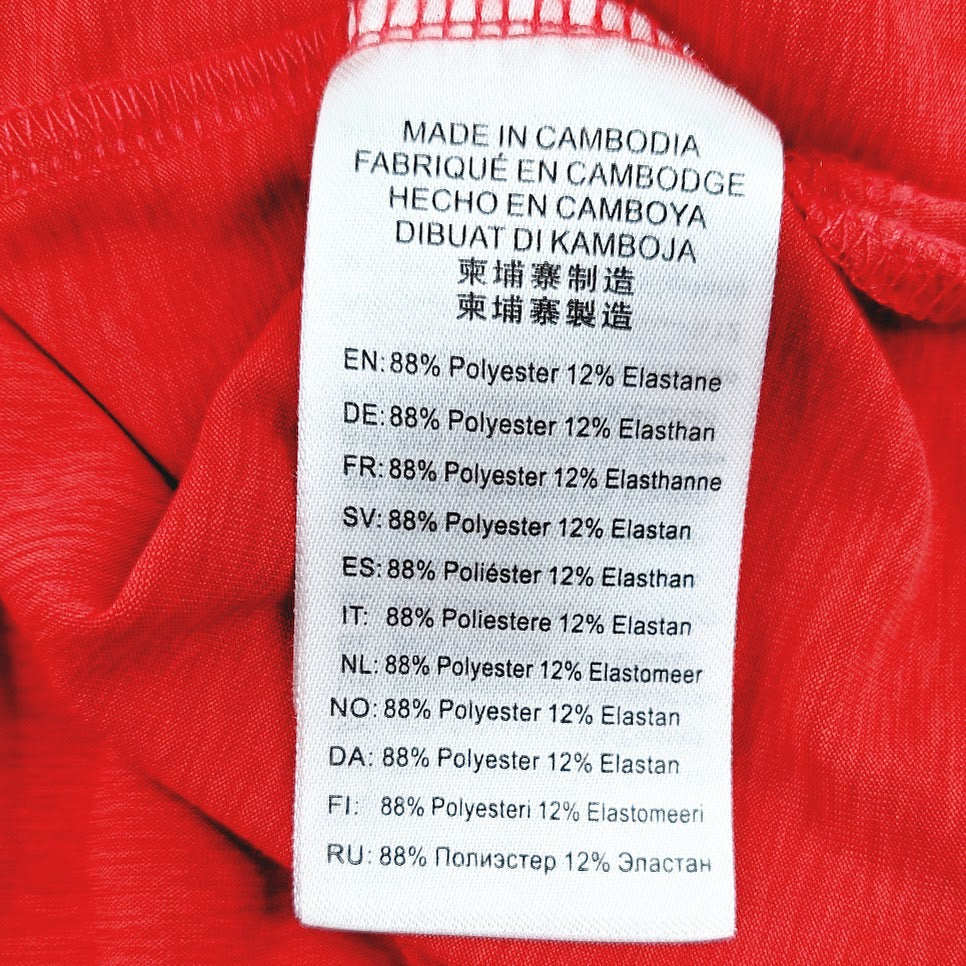 MADE IN CAMBODIA
FABRIQUÉ EN CAMBODGE
HECHO EN CAMBOYA
DIBUAT DI KAMBOJA
柬埔寨制造
柬埔寨製造
EN: 88% Polyester 12% Elastane
DE: 88% Polyester 12% Elasthan
FR: 88% Polyester 12% Elasthanne
SV: 88% Polyester 12% Elastan
ES: 88% Poliéster 12% Elasthan
IT: 88% Poliestere 12% Elastan
NL: 88% Polyester 12% Elastomeer
NO: 88% Polyester 12% Elastan
DA: 88% Polyester 12% Elastan
FI: 88% Polyesteri 12% Elastomeeri
RU: 88% Полиэстер 12% Эластан